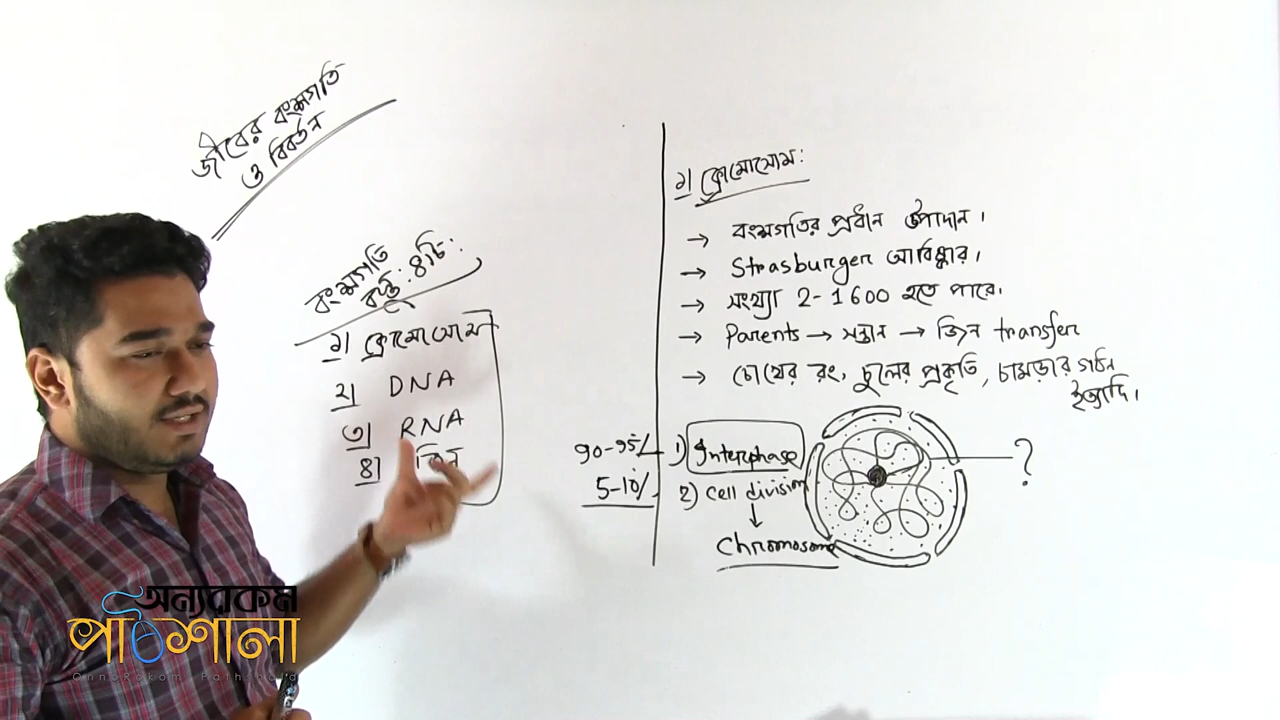 জীবের বংশগতি
ও বিবর্তন
বংশগতি
বস্তু: ৪টি:
১) ক্রোমোসোম
২) DNA
৩) RNA
৪) জিন
১) ক্রোমোসোম:
→ বংশগতির প্রধান উপাদান।
→ Strasburger আবিষ্কার।
→ সংখ্যা 2-1600 হতে পারে।
→ Parents → সন্তান → জিন transfer
→ চোখের রং, চুলের প্রকৃতি, চামড়ার গঠন
ইত্যাদি।
90-95%
1) Interphase
5-10%
2) Cell division
↓
Chromosome
?
অন্যরকম
পাঠশালা
OnnoRokom Pathshala